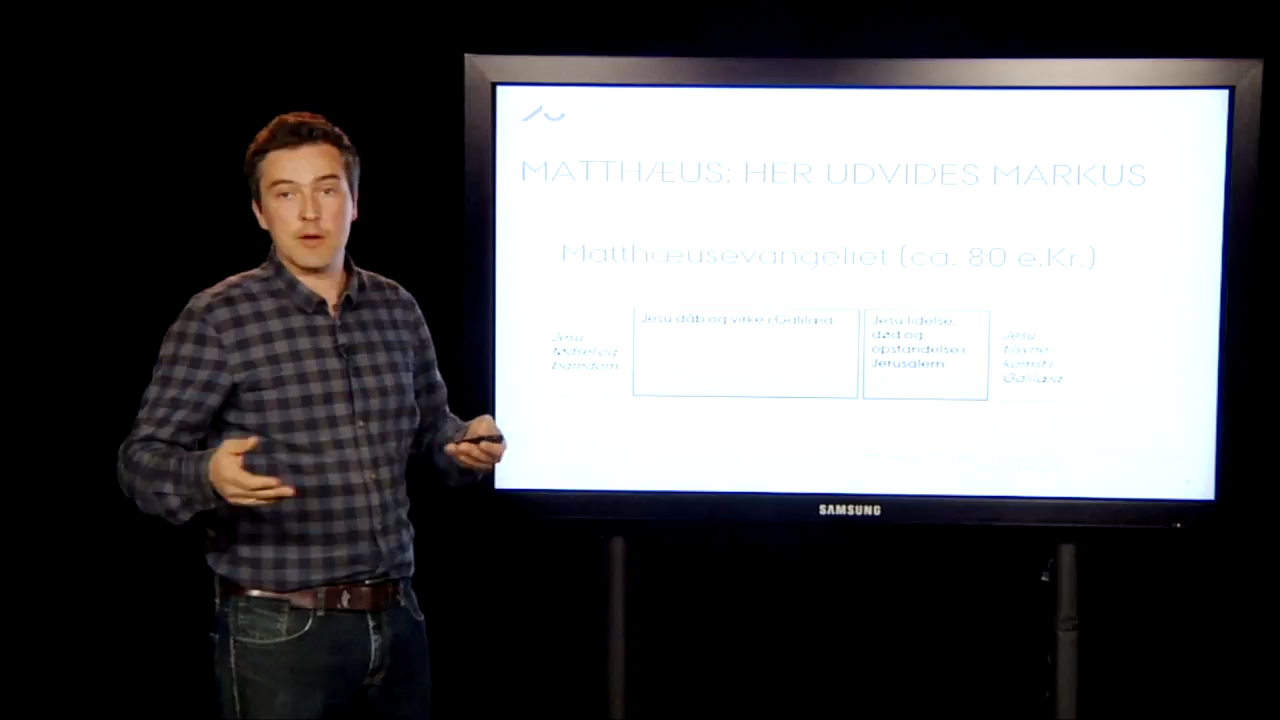 MATTHÆUS: HER UDVIDES MARKUS
Matthæusevangeliet (ca. 80 e.Kr.)
Jesu
fødsel og
barndom
Jesu dåb og virke i Galilæa
Jesu lidelse,
død og
opstandelse i
Jerusalem
Jesu
tilsyne-
komst i
Galilæa
SAMSUNG